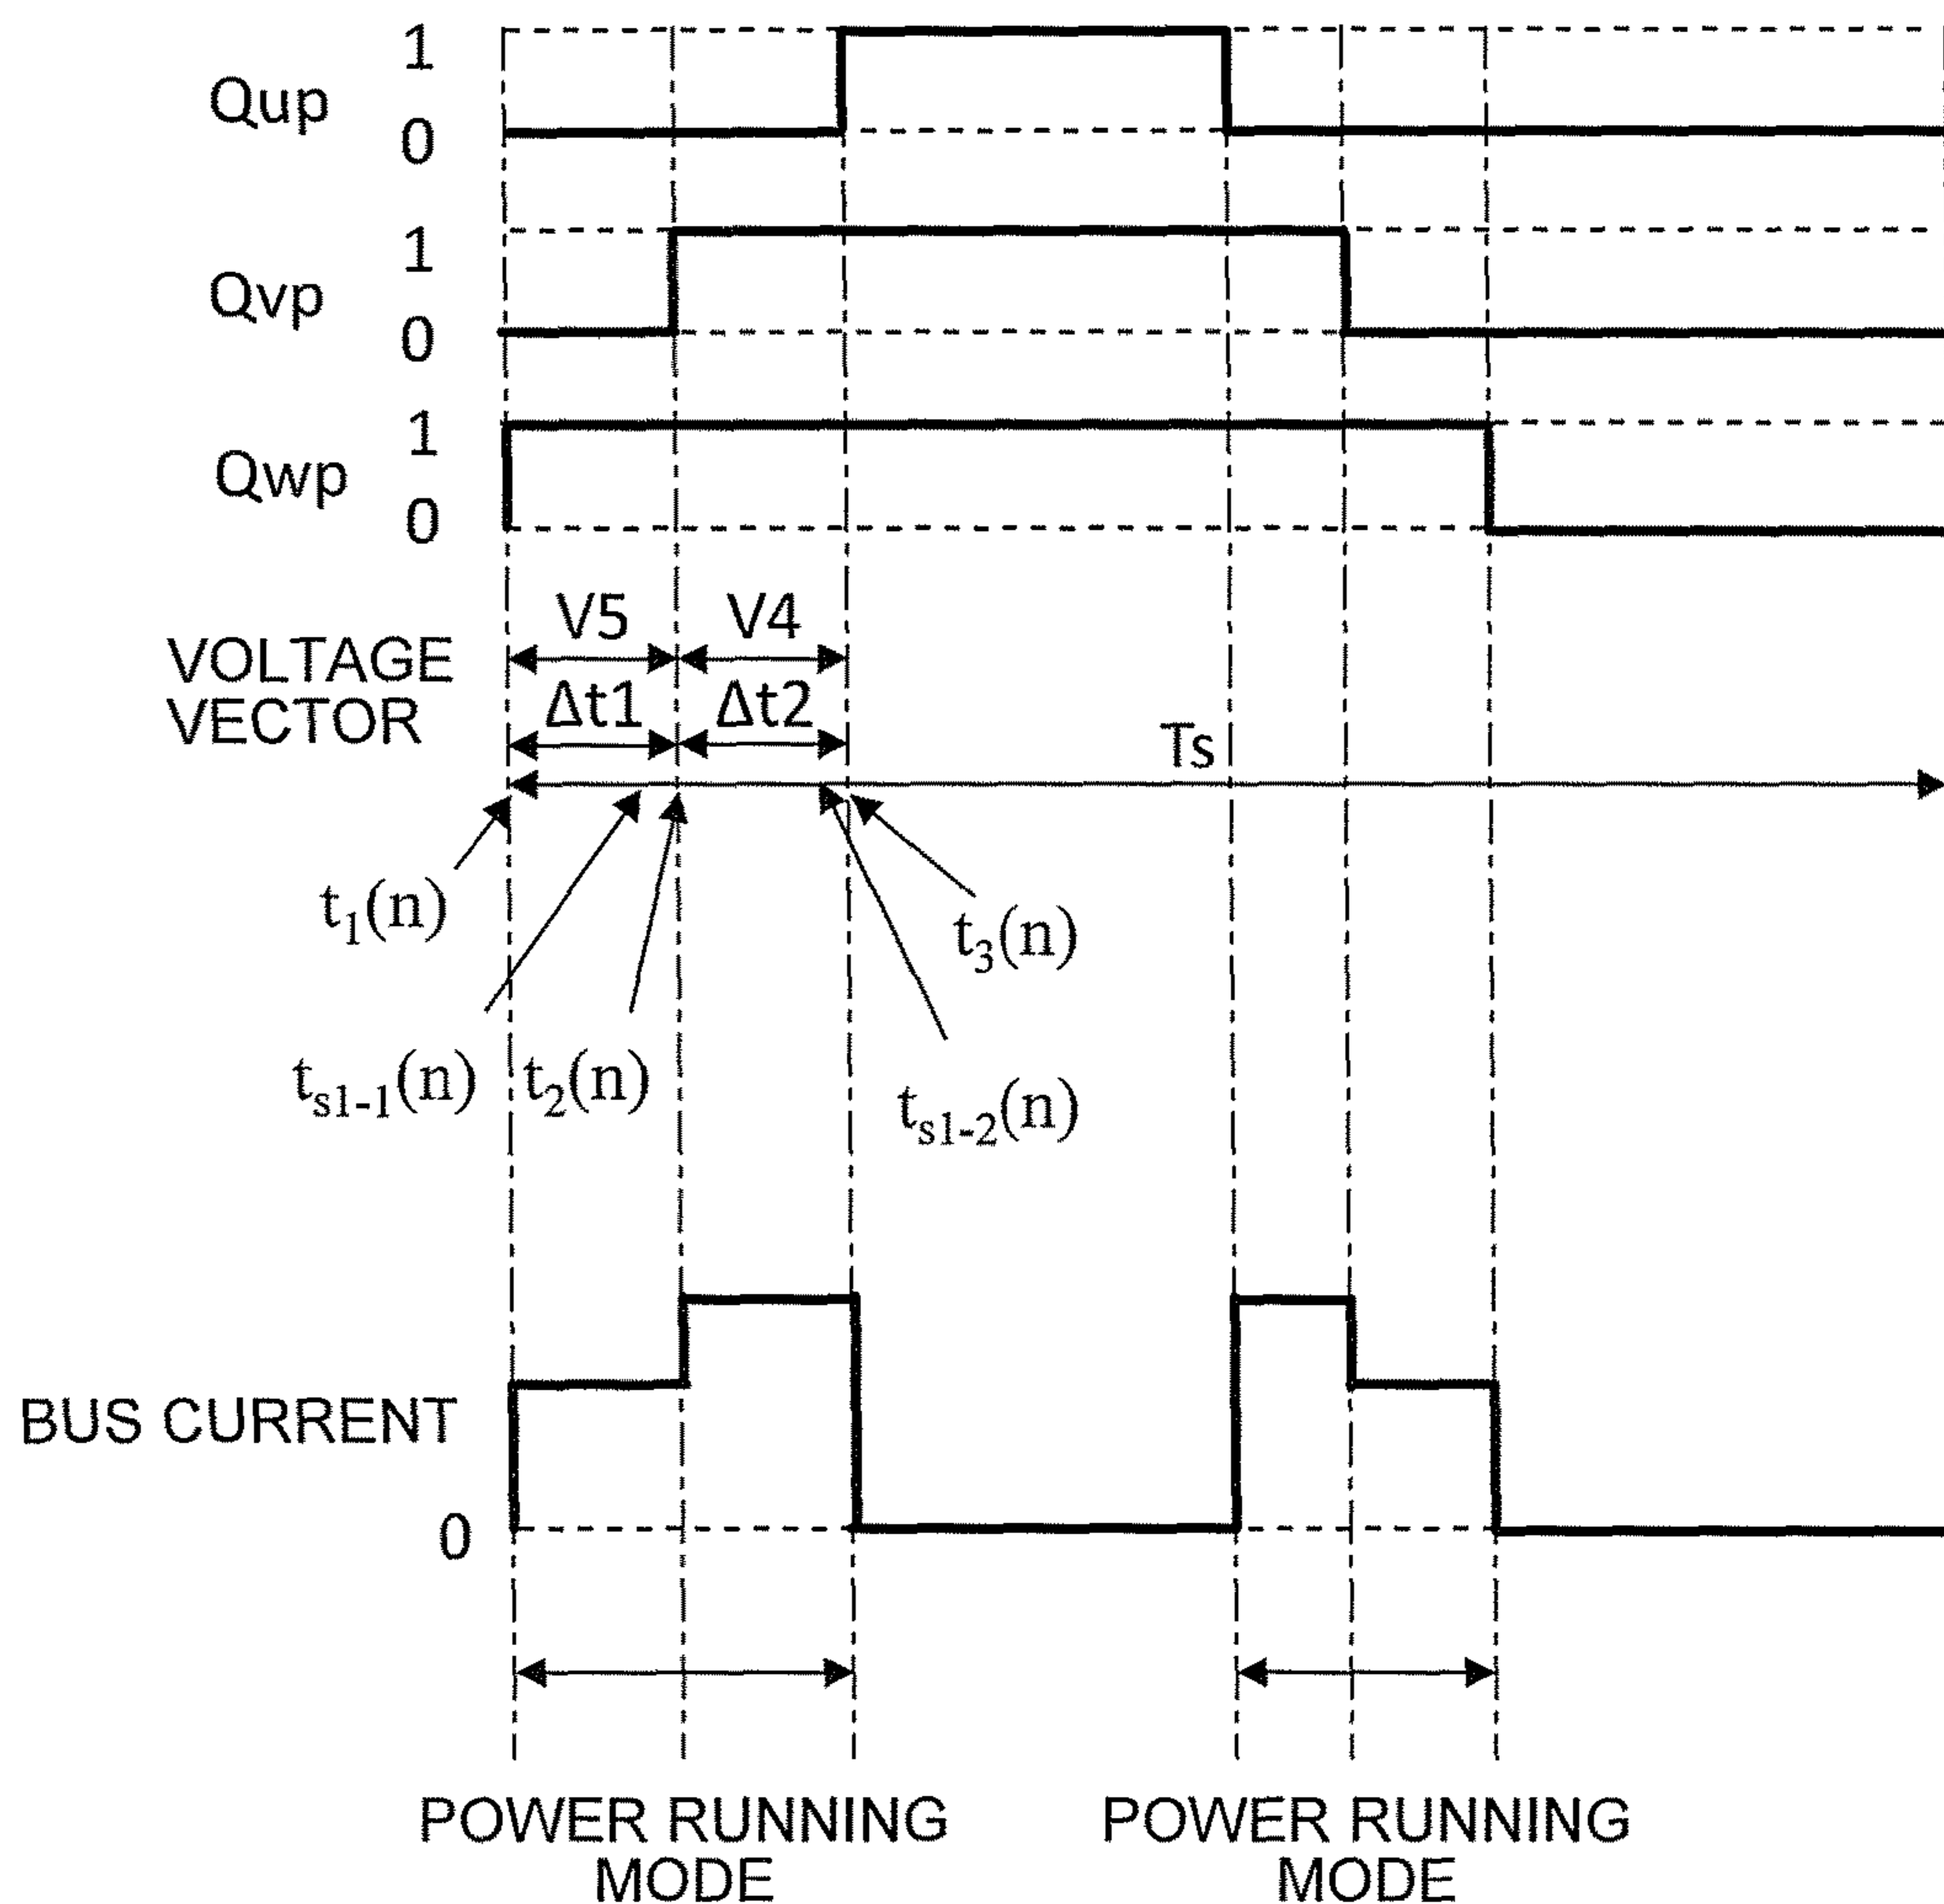 1
Qup
0
1
Qvp
0
1
Qwp
0
V5 V4
VOLTAGE
VECTOR
Δt1 Δt2
Ts
t1(n)
t3(n)
ts1-1(n) t2(n)
ts1-2(n)
BUS CURRENT
0
POWER RUNNING
MODE
POWER RUNNING
MODE